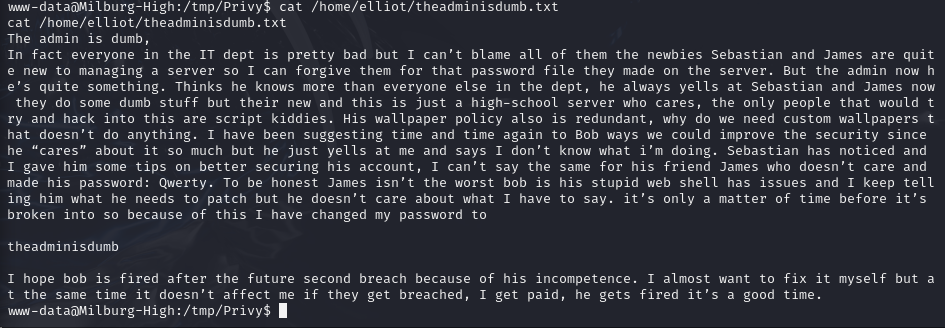 www-data@Milburg-High:/tmp/Privy$ cat /home/elliot/theadminisdumb.txt
cat /home/elliot/theadminisdumb.txt
The admin is dumb,
In fact everyone in the IT dept is pretty bad but I can’t blame all of them the newbies Sebastian and James are quit
e new to managing a server so I can forgive them for that password file they made on the server. But the admin now h
e’s quite something. Thinks he knows more than everyone else in the dept, he always yells at Sebastian and James now
they do some dumb stuff but their new and this is just a high-school server who cares, the only people that would t
ry and hack into this are script kiddies. His wallpaper policy also is redundant, why do we need custom wallpapers t
hat doesn’t do anything. I have been suggesting time and time again to Bob ways we could improve the security since
he “cares” about it so much but he just yells at me and says I don’t know what i’m doing. Sebastian has noticed and
I gave him some tips on better securing his account, I can’t say the same for his friend James who doesn’t care and
made his password: Qwerty. To be honest James isn’t the worst bob is his stupid web shell has issues and I keep tell
ing him what he needs to patch but he doesn’t care about what I have to say. it’s only a matter of time before it’s
broken into so because of this I have changed my password to
theadminisdumb
I hope bob is fired after the future second breach because of his incompetence. I almost want to fix it myself but a
t the same time it doesn’t affect me if they get breached, I get paid, he gets fired it’s a good time.
www-data@Milburg-High:/tmp/Privy$